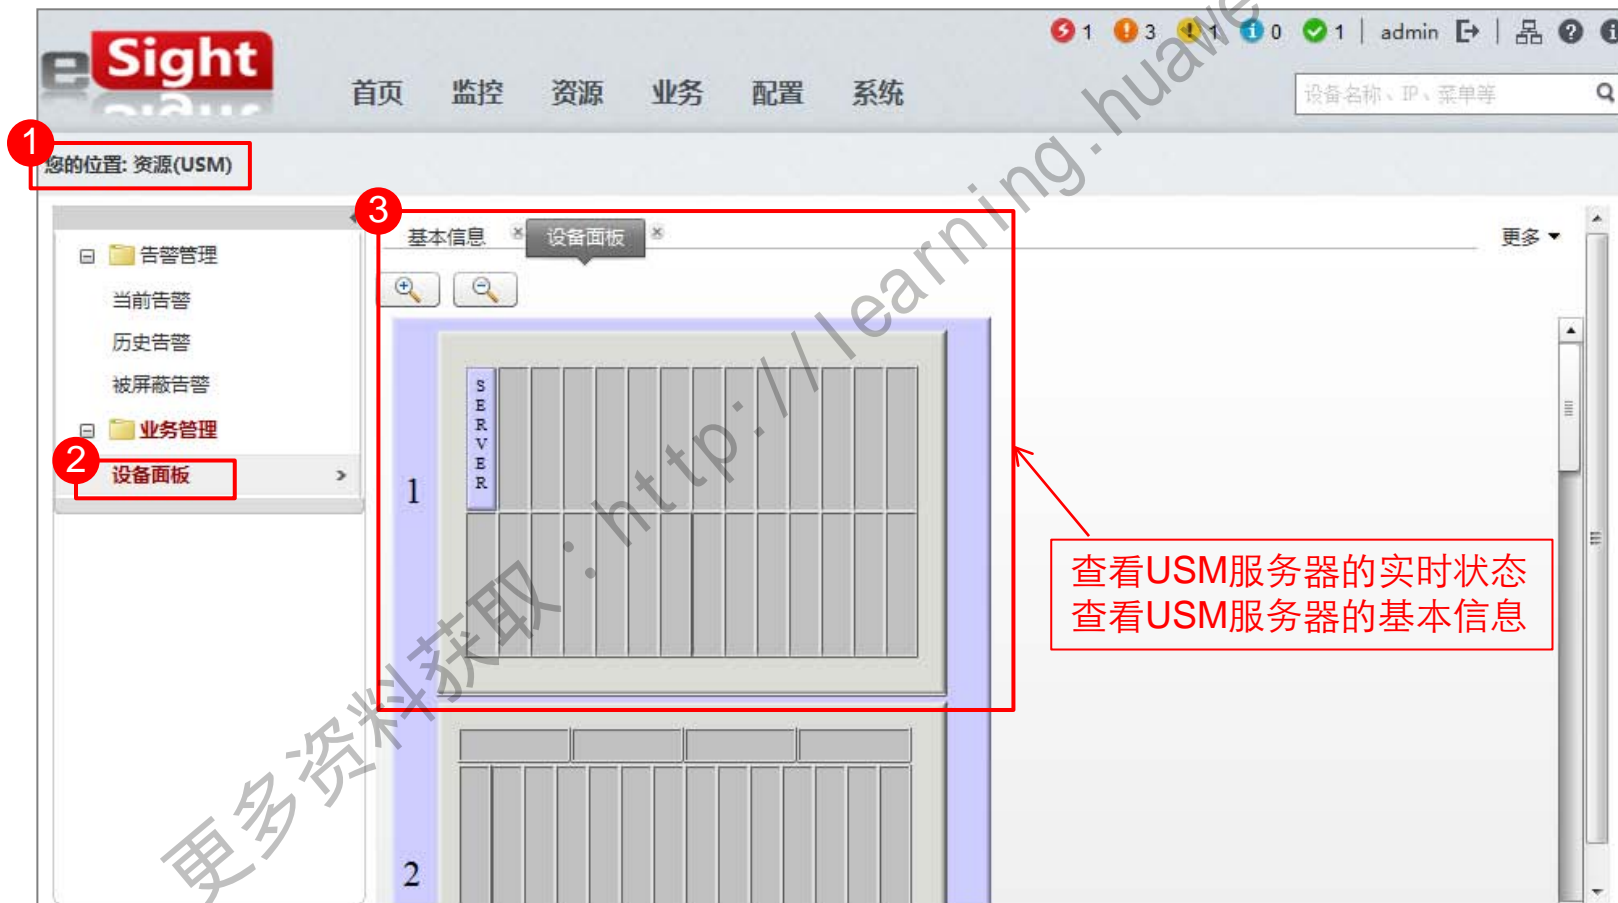 eSight
1 3 1 0 1 | admin |
首页 监控 资源 业务 配置 系统
设备名称、IP、菜单等
1
您的位置: 资源(USM)
3
基本信息 设备面板
更多
告警管理
当前告警
历史告警
被屏蔽告警
业务管理
2
设备面板
SERVER
1
2
查看USM服务器的实时状态
查看USM服务器的基本信息
更多资料获取:http://learning.huawe